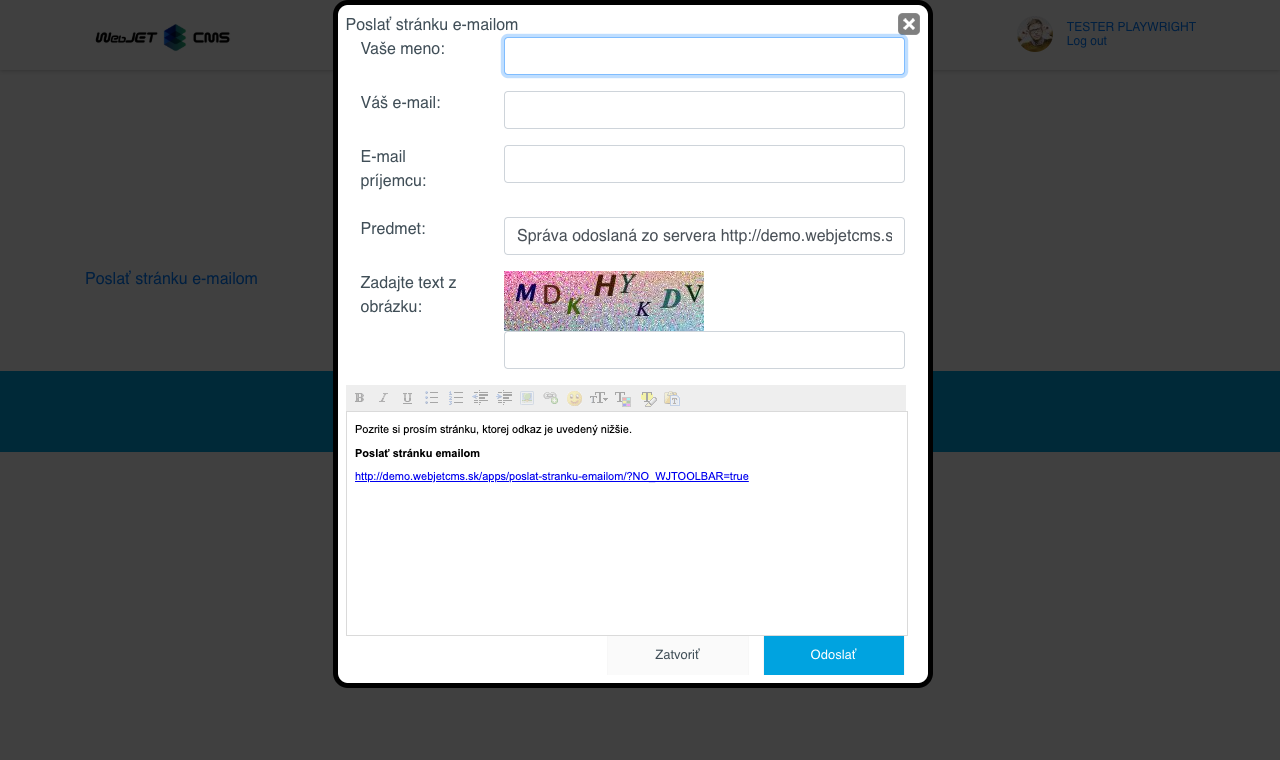 WebJET CMS
TESTER PLAYWRIGHT
Log out
Poslať stránku e-mailom
Poslať stránku e-mailom
Vaše meno:
Váš e-mail:
E-mail
príjemcu:
Predmet:
Správa odoslaná zo servera http://demo.webjetcms.s
Zadajte text z
obrázku:
MDKHYKDV
Pozrite si prosím stránku, ktorej odkaz je uvedený nižšie.
Poslať stránku emailom
http://demo.webjetcms.sk/apps/poslat-stranku-emailom/?NO_WJTOOLBAR=true
Zatvoriť
Odoslať